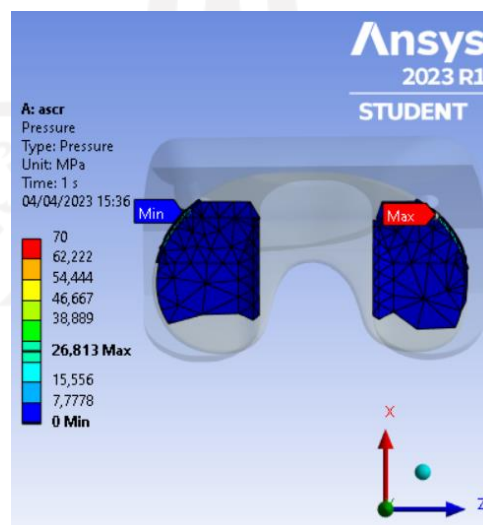 Ansys
2023 R1
STUDENT
A: ascr
Pressure
Type: Pressure
Unit: MPa
Time: 1 s
04/04/2023 15:36
Min
Max
70
62,222
54,444
46,667
38,889
26,813 Max
15,556
7,7778
0 Min
X
Z